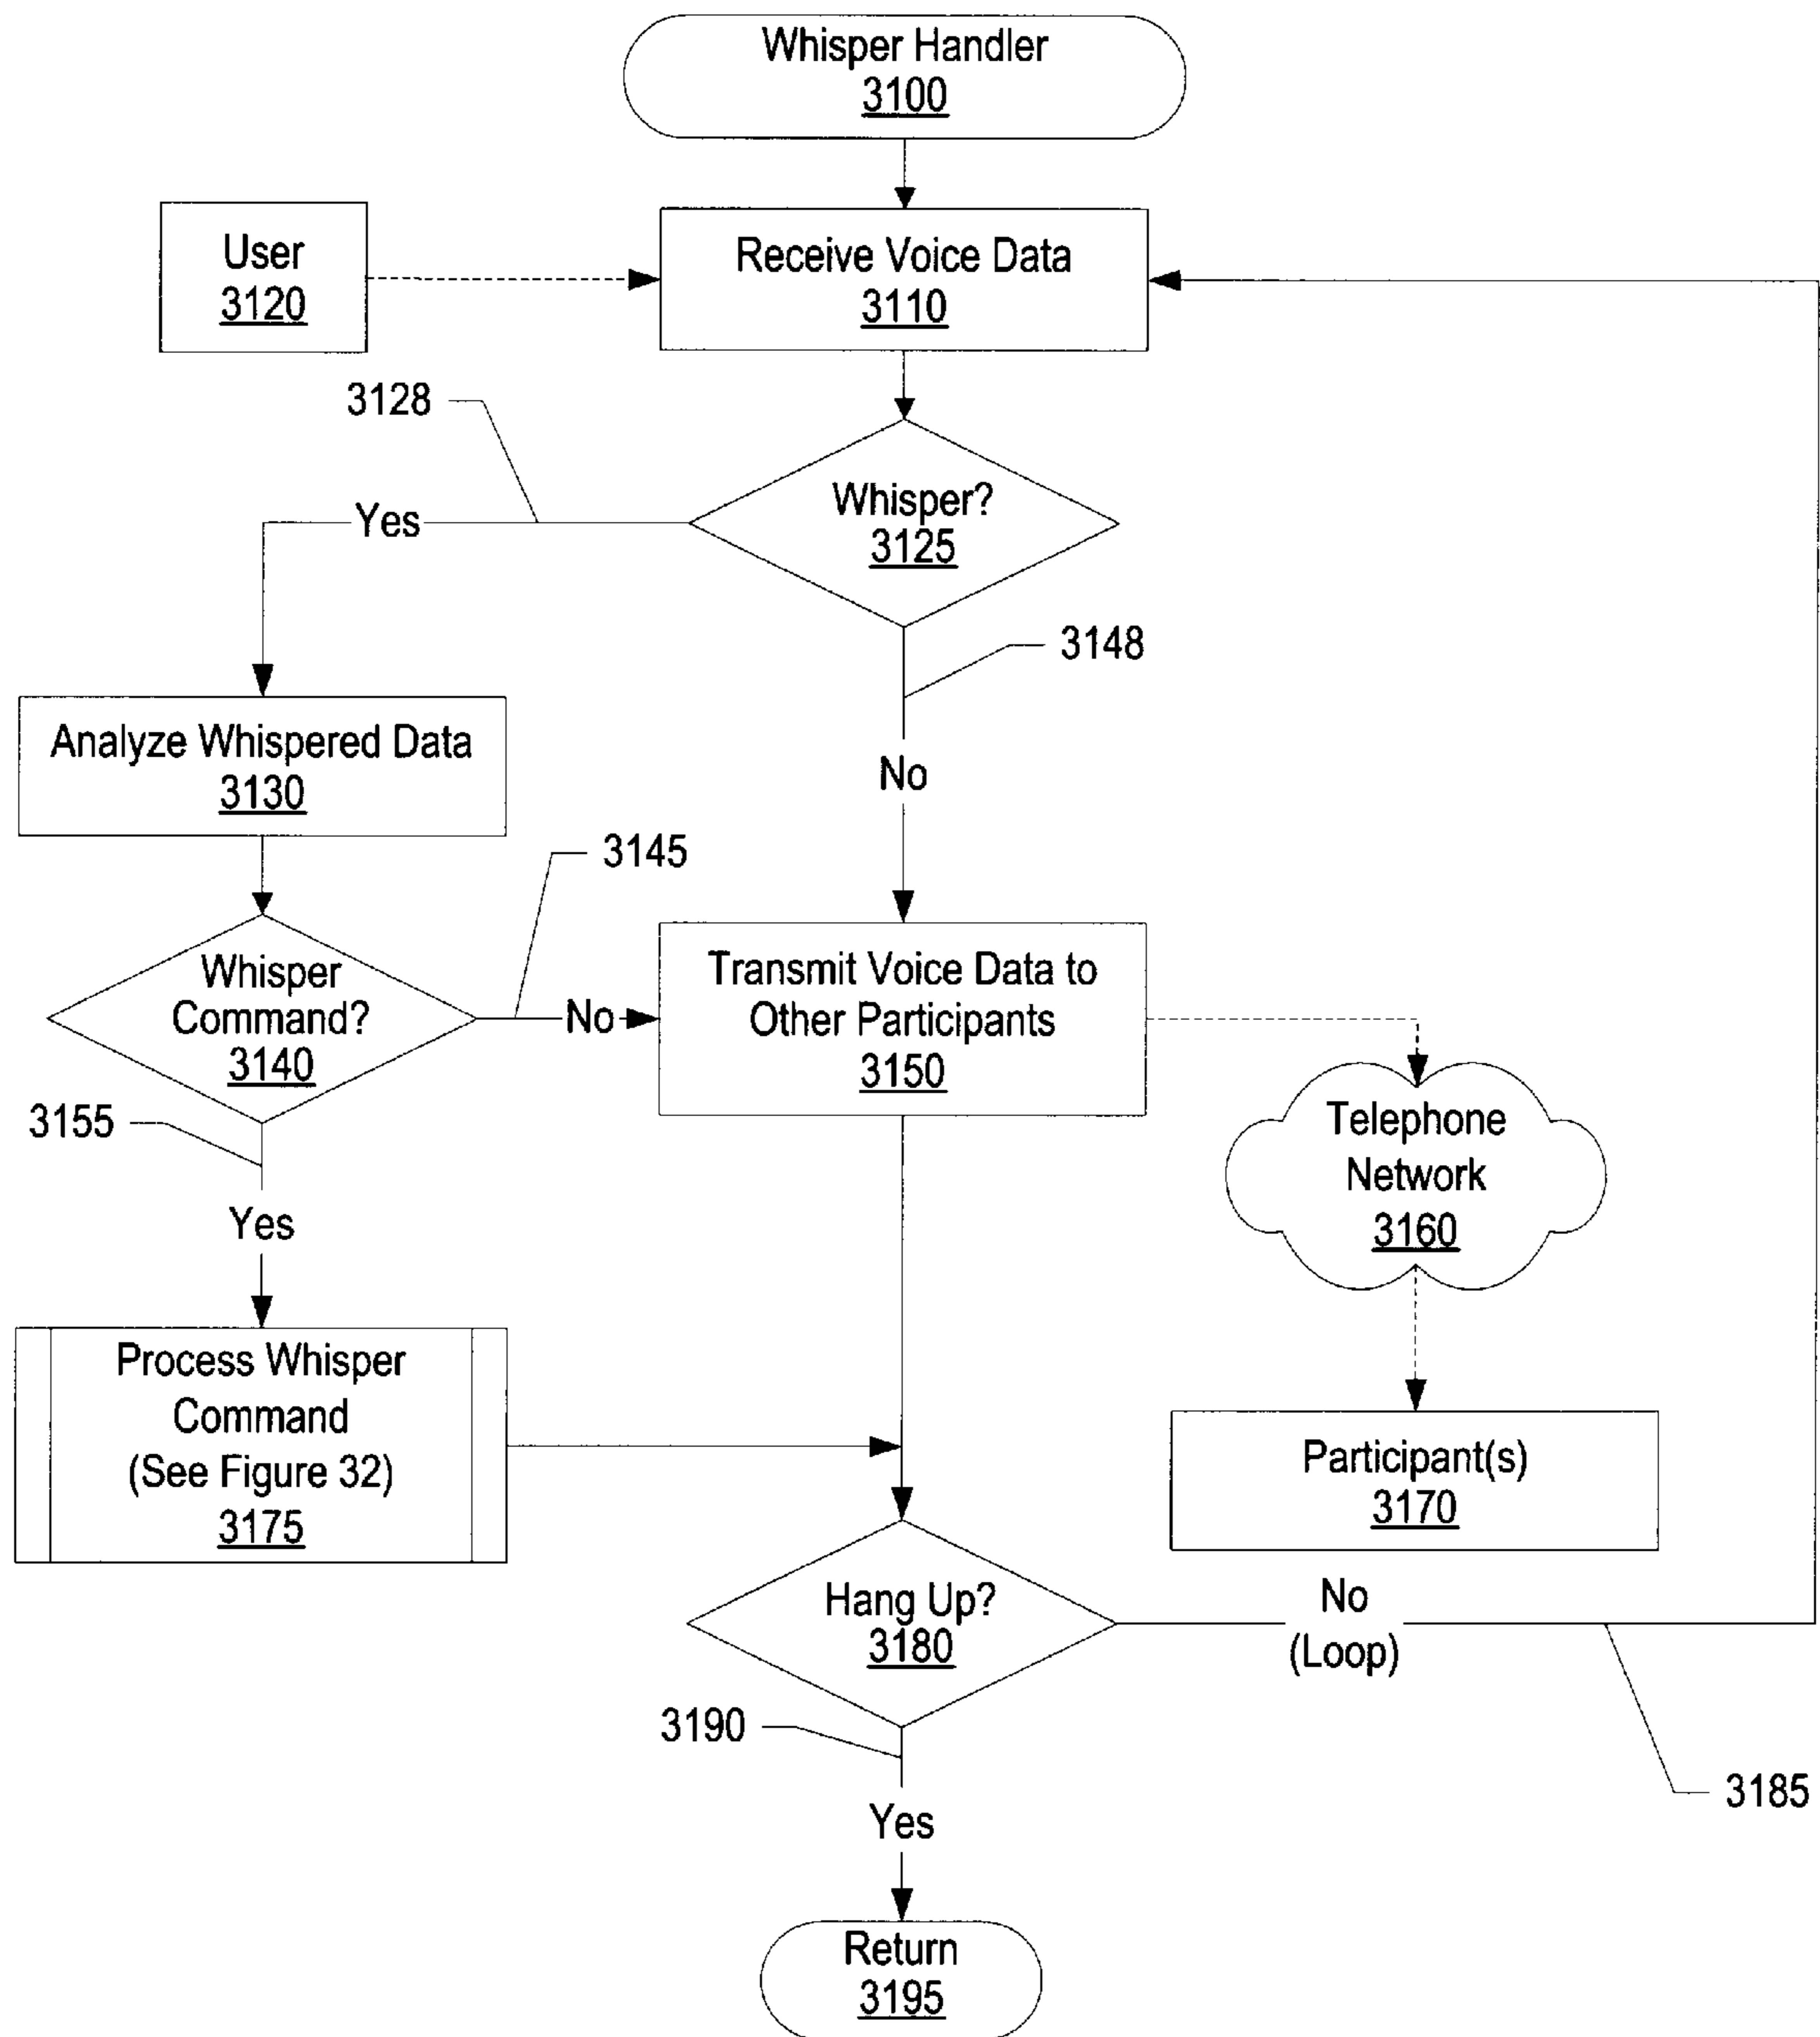 Whisper Handler
3100
User
3120
Receive Voice Data
3110
3128
Whisper?
3125
Yes
3148
Analyze Whispered Data
3130
No
3145
Whisper
Command?
3140
No
Transmit Voice Data to
Other Participants
3150
3155
Telephone
Network
3160
Yes
Process Whisper
Command
(See Figure 32)
3175
Participant(s)
3170
Hang Up?
3180
No
(Loop)
3190
3185
Yes
Return
3195